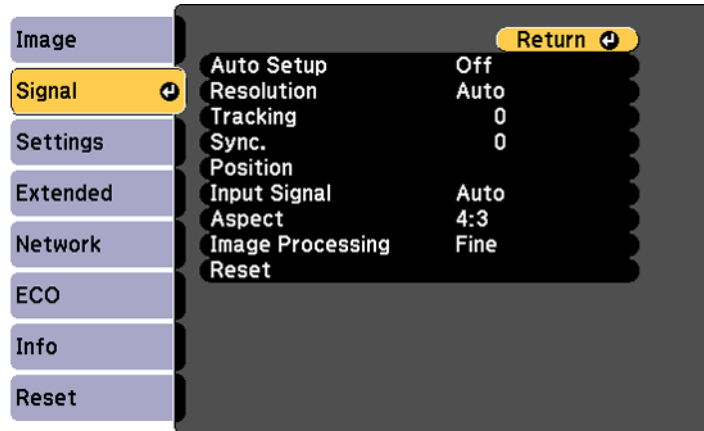 Image
Signal
Settings
Extended
Network
ECO
Info
Reset
Return
Auto Setup Off
Resolution Auto
Tracking 0
Sync. 0
Position
Input Signal Auto
Aspect 4:3
Image Processing Fine
Reset